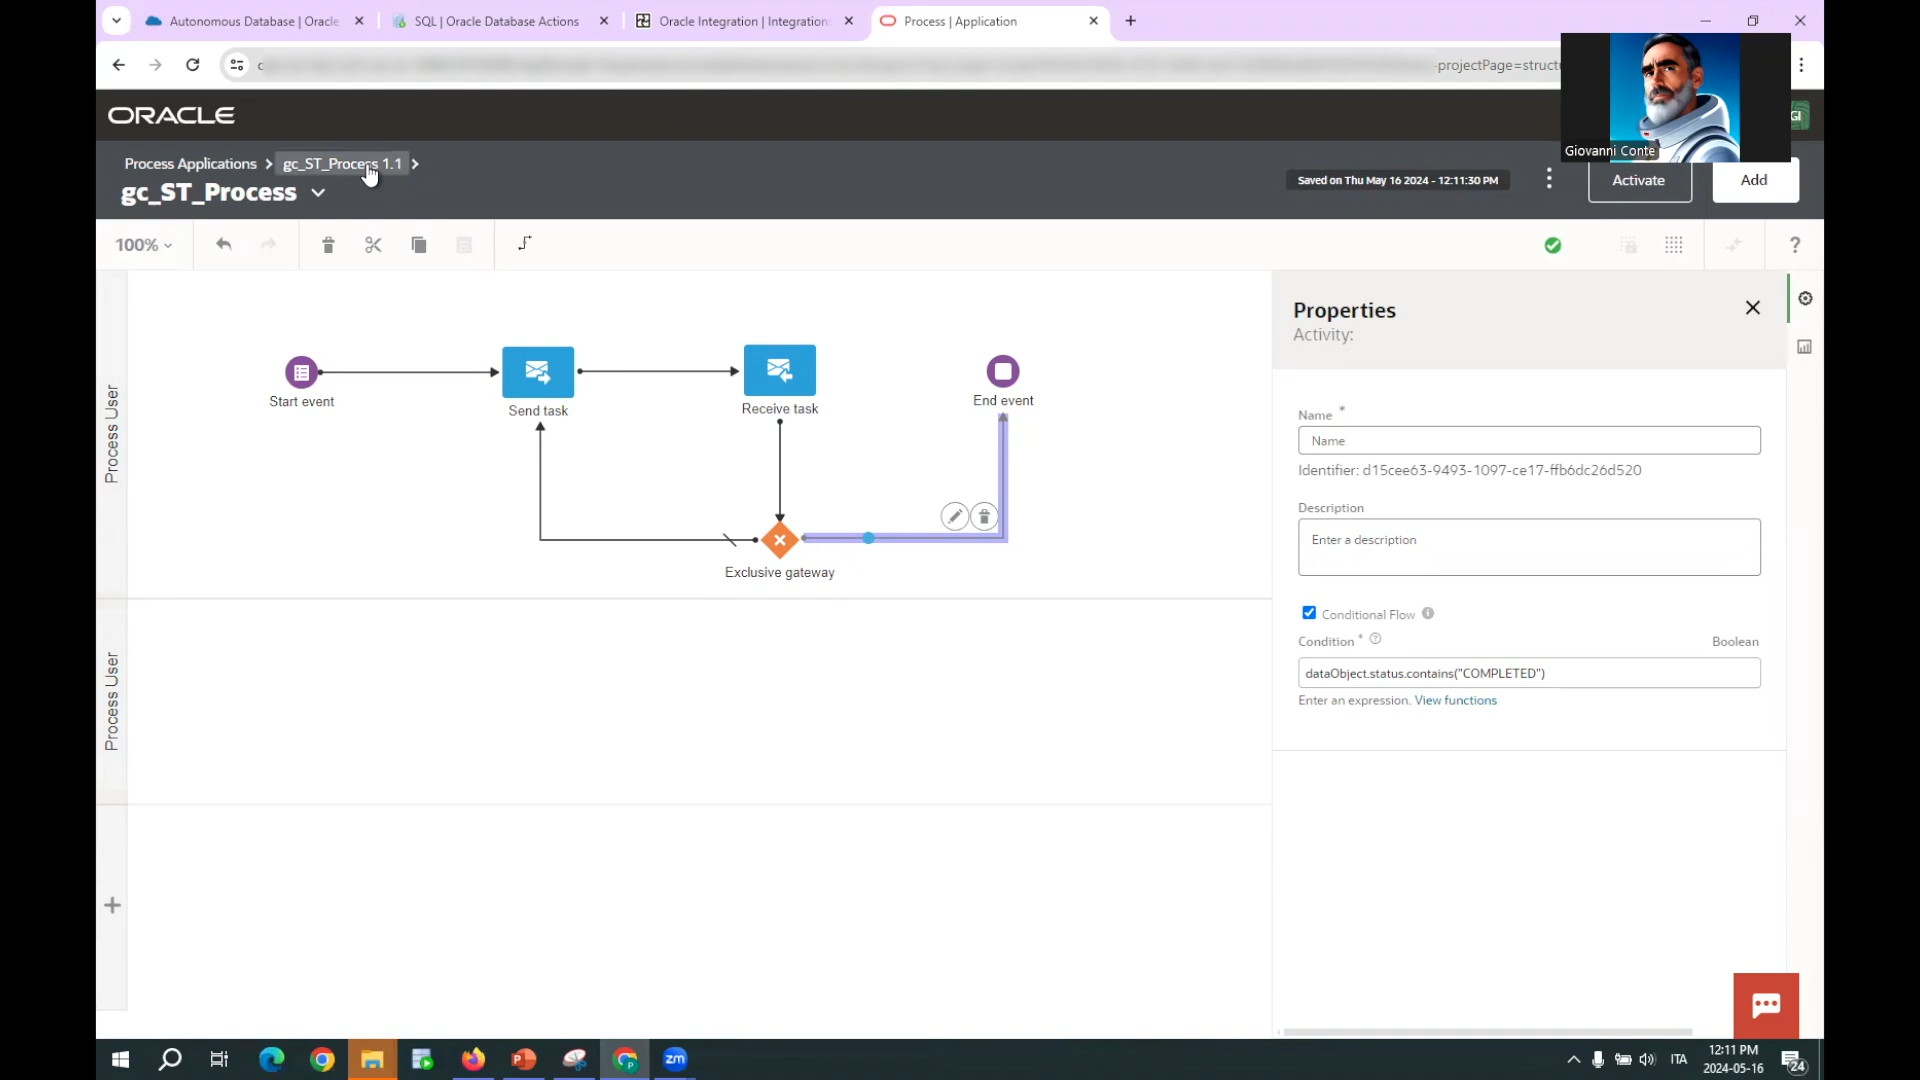 Autonomous Database | Oracle
SQL | Oracle Database Actions
Oracle Integration | Integration
Process | Application
-projectPage=structu
ORACLE
GI
Giovanni Conte
Process Applications > gc_ST_Process 1.1 >
gc_ST_Process
Saved on Thu May 16 2024 - 12:11:30 PM
Activate
Add
100%
?
Process User
Start event
Send task
Receive task
End event
Exclusive gateway
Process User
Properties
Activity:
Name *
Name
Identifier: d15cee63-9493-1097-ce17-ffb6dc26d520
Description
Enter a description
Conditional Flow
Condition *
Boolean
dataObject.status.contains("COMPLETED")
Enter an expression. View functions
zm
ITA
12:11 PM
2024-05-16
24